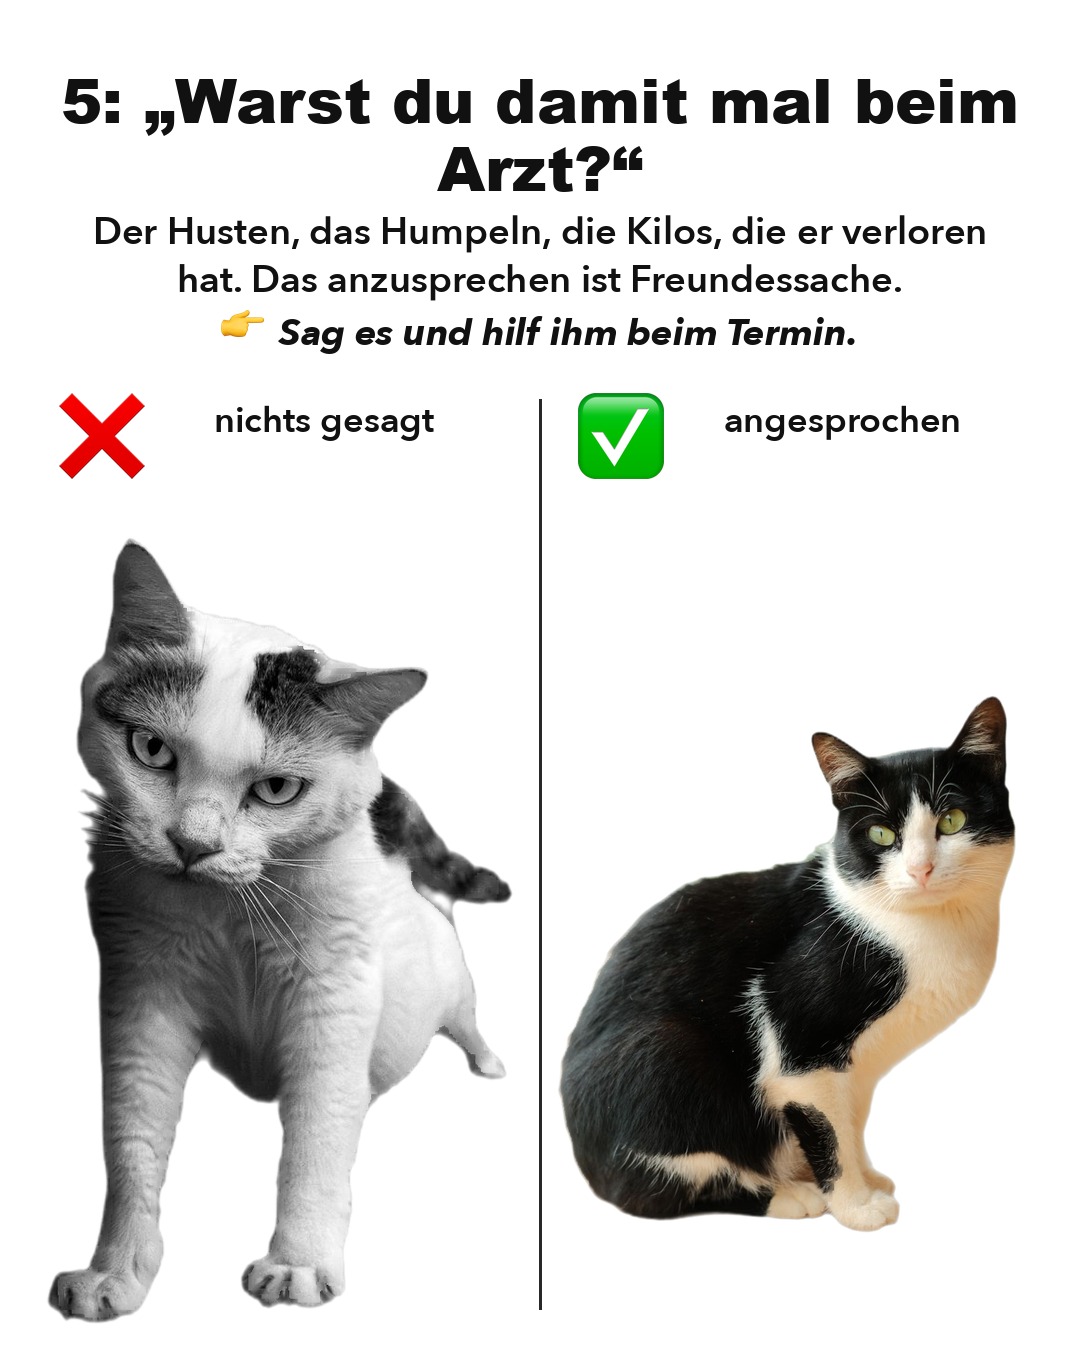 5: „Warst du damit mal beim
Arzt?“
Der Husten, das Humpeln, die Kilos, die er verloren
hat. Das anzusprechen ist Freundessache.
👉 Sag es und hilf ihm beim Termin.
❌ nichts gesagt
✅ angesprochen